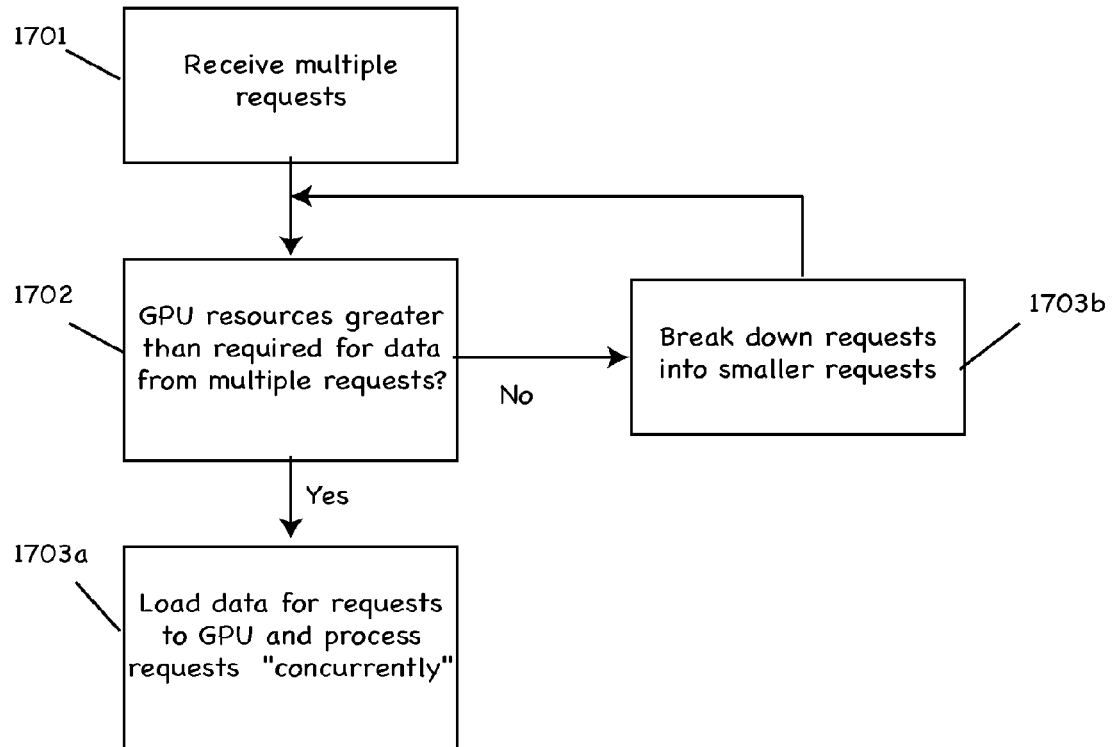 1701
Receive multiple
requests
1702
GPU resources greater
than required for data
from multiple requests?
No
Break down requests
into smaller requests
1703b
Yes
1703a
Load data for requests
to GPU and process
requests "concurrently"